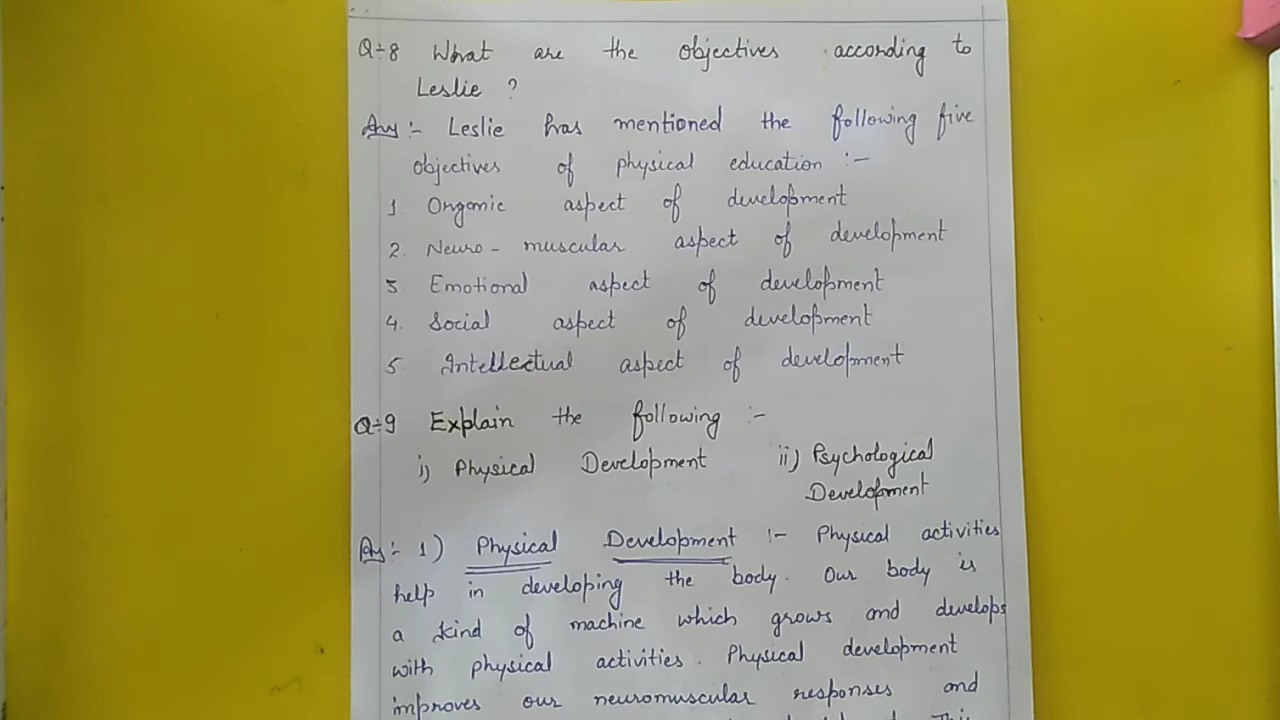 Q÷8 What are the objectives according to
Leslie ?
Ans :- Leslie has mentioned the following five
objectives of physical education :-
1. Organic aspect of development
2. Neuro - muscular aspect of development
3. Emotional aspect of development
4. Social aspect of development
5. Intellectual aspect of development
Q÷9 Explain the following :-
i) Physical Development ii) Psychological
Development
Ans :- 1) Physical Development :- Physical activities
help in developing the body. Our body is
a kind of machine which grows and develops
with physical activities. Physical development
improves our neuromuscular responses and